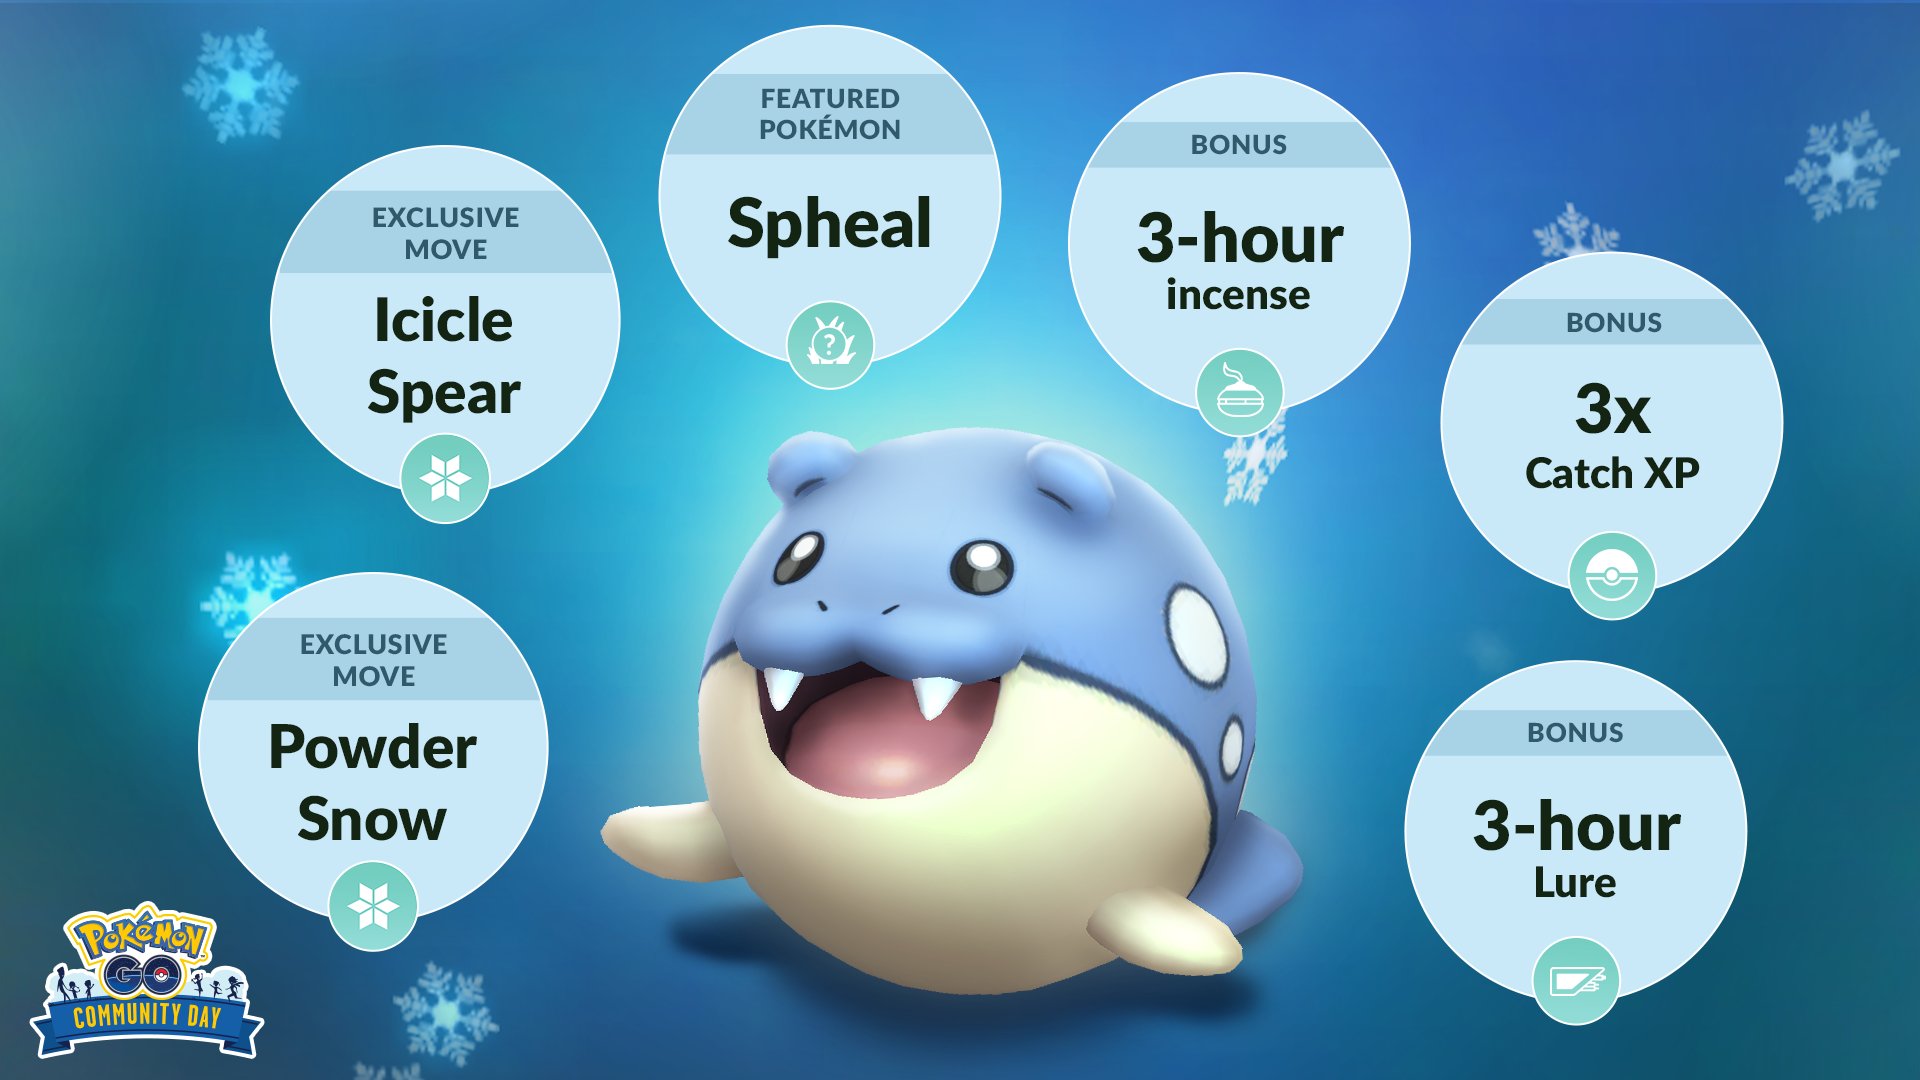 FEATURED
POKÉMON
Spheal
EXCLUSIVE
MOVE
Icicle
Spear
EXCLUSIVE
MOVE
Powder
Snow
BONUS
3-hour
incense
BONUS
3x
Catch XP
BONUS
3-hour
Lure
?
POKÉMON
GO
COMMUNITY DAY